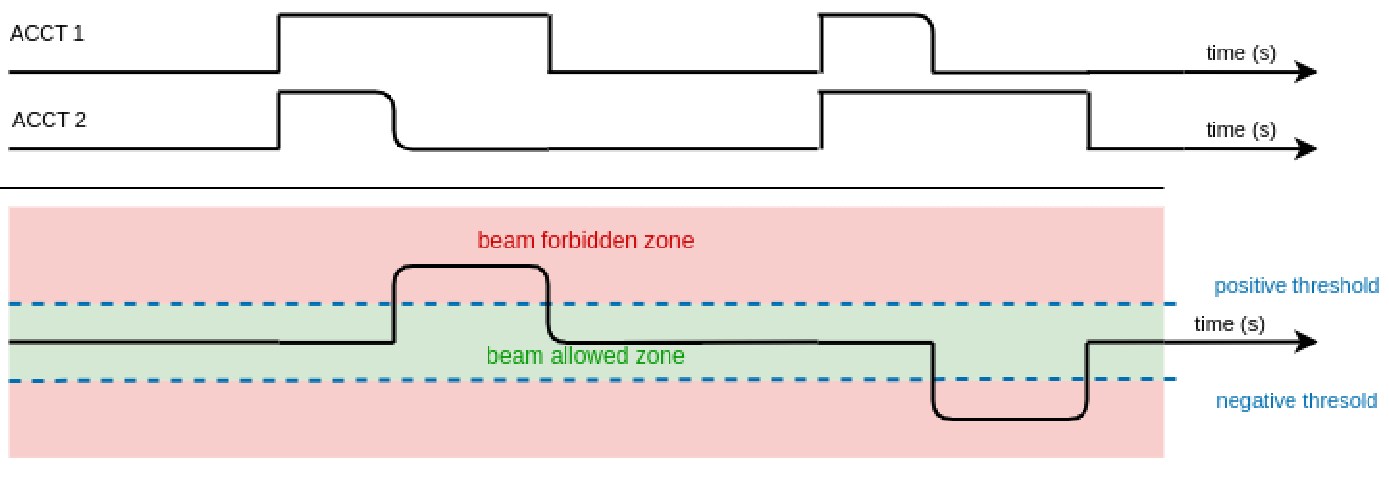 ACCT 1
time (s)
ACCT 2
time (s)
beam forbidden zone
positive threshold
time (s)
beam allowed zone
negative thresold